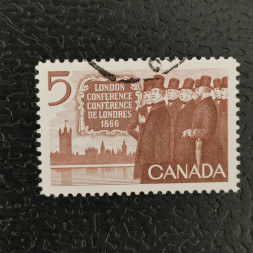 5
LONDON
CONFERENCE
CONFÉRENCE
DE LONDRES
1866
CANADA